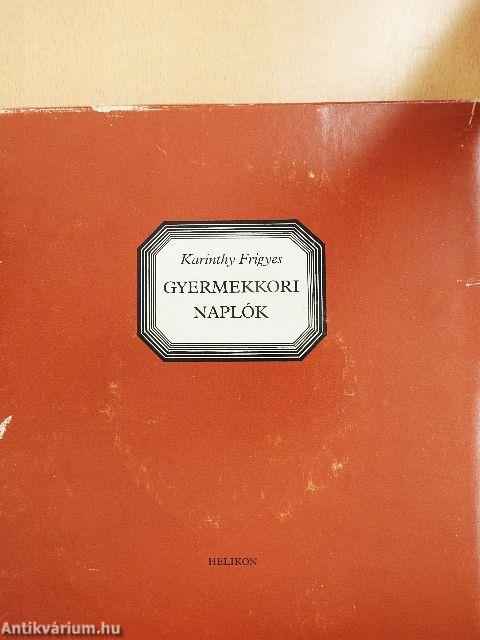 Karinthy Frigyes
GYERMEKKORI
NAPLÓK
HELIKON
Antikvárium.hu